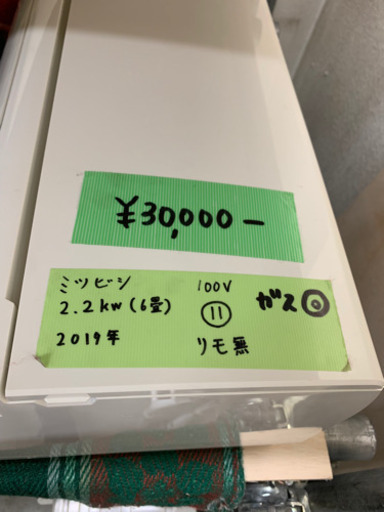 ¥30,000-
ミツビシ 100V ガス◎
2.2kw(6畳) ⑪
2019年 リモ無